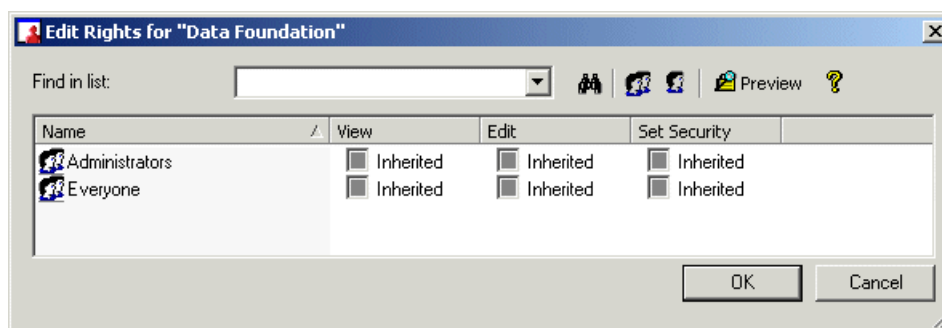 Edit Rights for "Data Foundation"
Find in list:
Preview
Name View Edit Set Security
Administrators Inherited Inherited Inherited
Everyone Inherited Inherited Inherited
OK Cancel